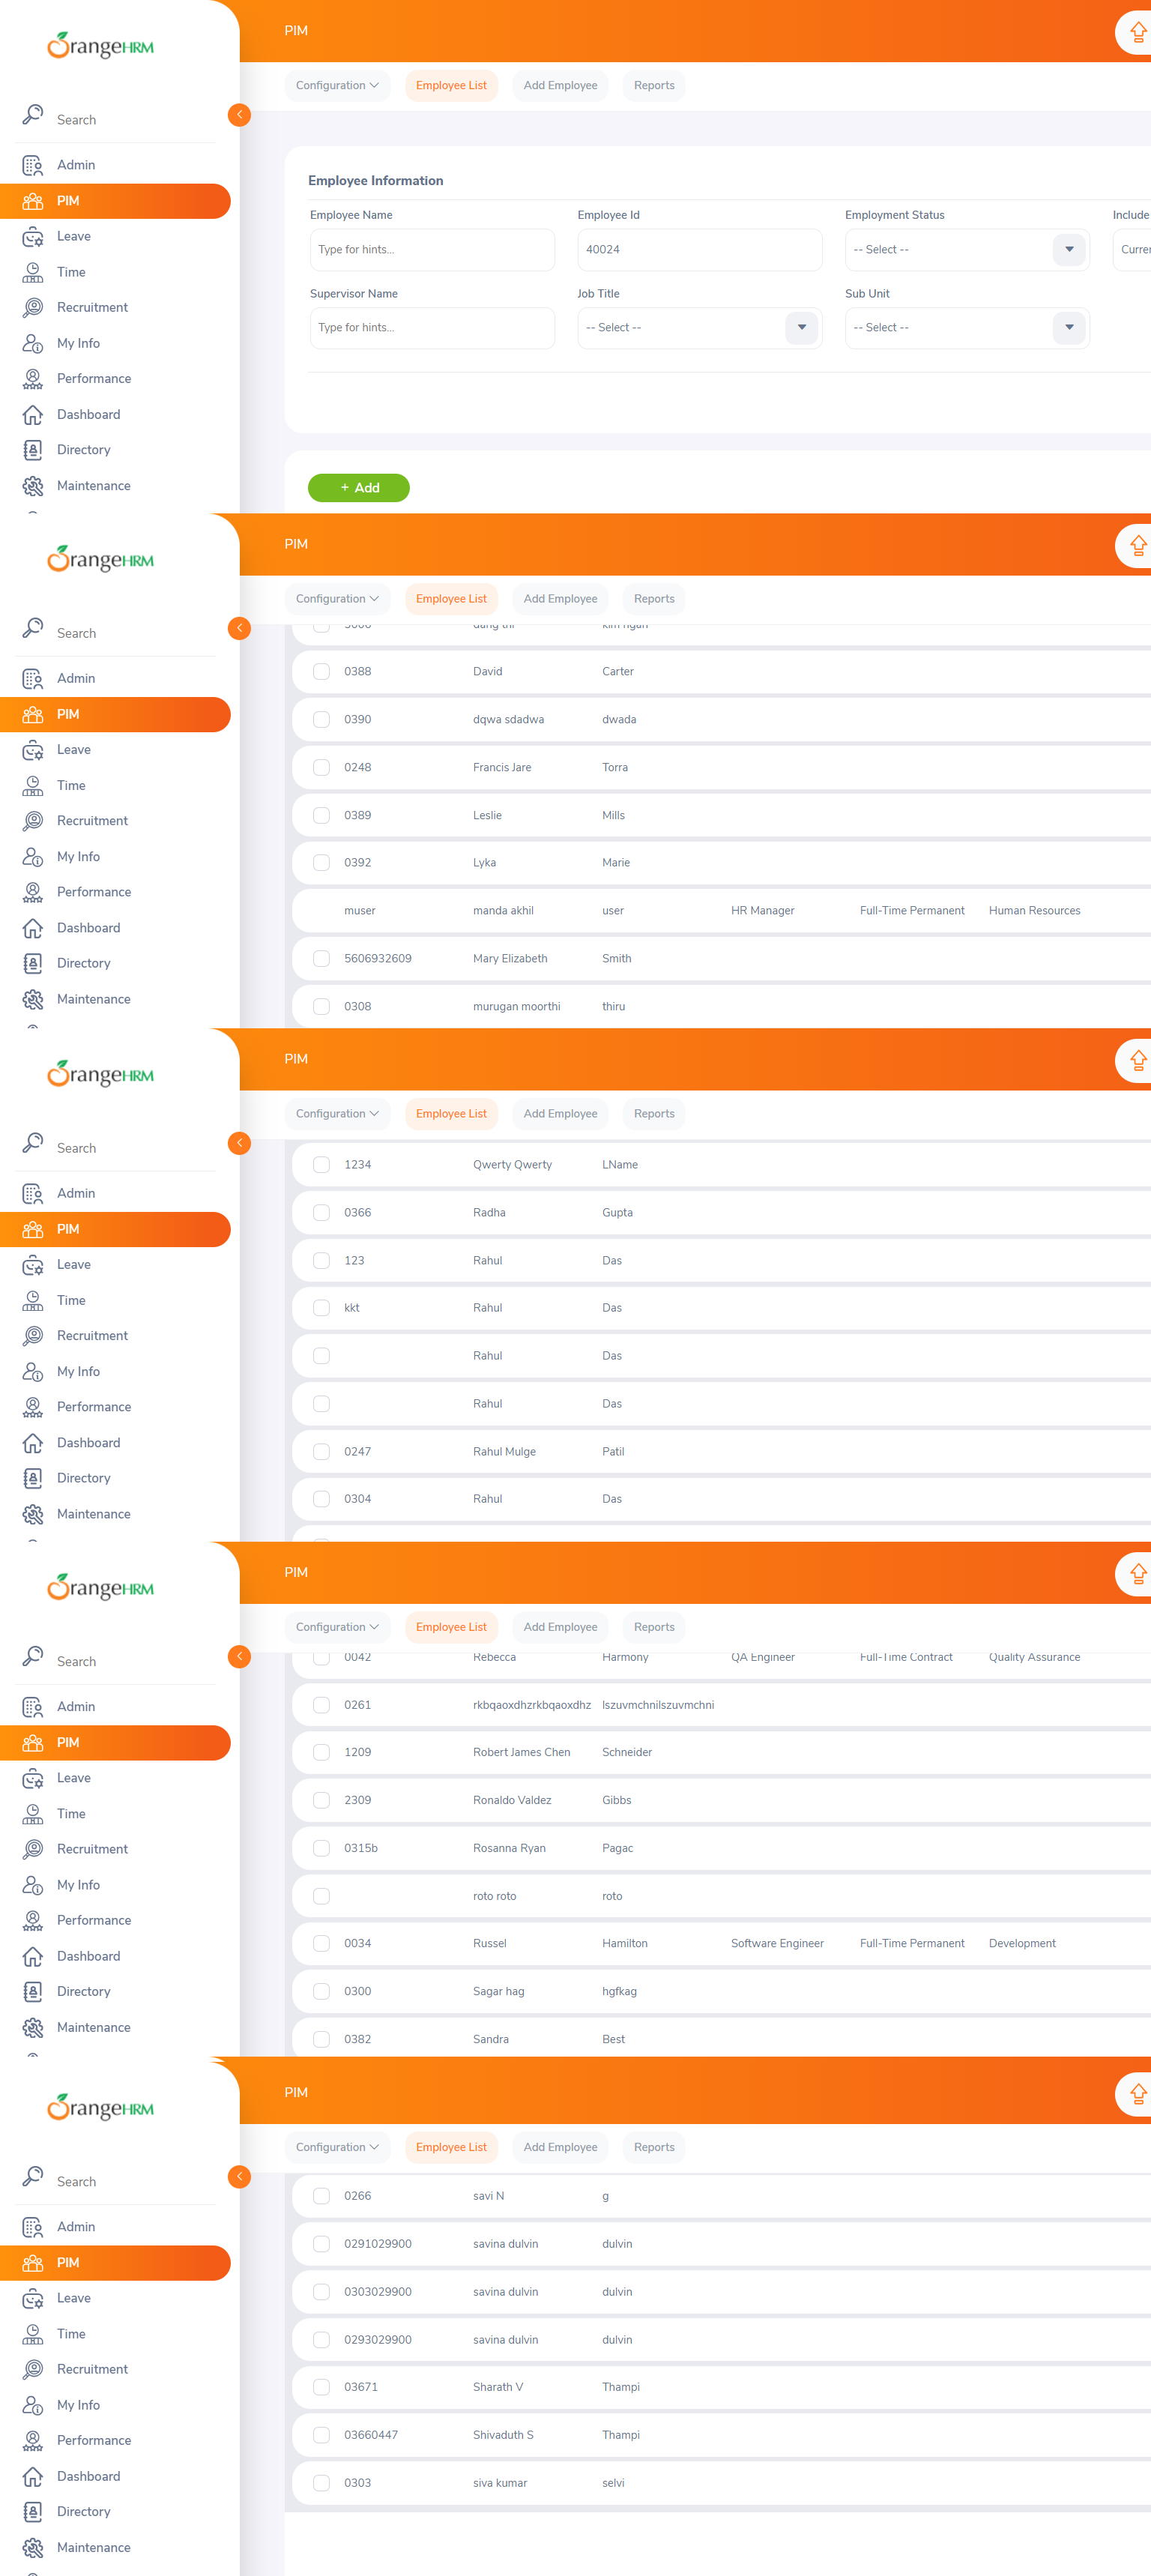 OrangeHRM
PIM
Configuration
Employee List
Add Employee
Reports
Search
Admin
PIM
Leave
Time
Recruitment
My Info
Performance
Dashboard
Directory
Maintenance
Employee Information
Employee Name
Employee Id
Employment Status
Include
Type for hints...
40024
-- Select --
Supervisor Name
Job Title
Sub Unit
Type for hints...
-- Select --
-- Select --
+ Add
OrangeHRM
PIM
Configuration
Employee List
Add Employee
Reports
Search
Admin
PIM
Leave
Time
Recruitment
My Info
Performance
Dashboard
Directory
Maintenance
0388 David Carter
0390 dqwa sdadwa dwada
0248 Francis Jare Torra
0389 Leslie Mills
0392 Lyka Marie
muser manda akhil user HR Manager Full-Time Permanent Human Resources
5606932609 Mary Elizabeth Smith
0308 murugan moorthi thiru
OrangeHRM
PIM
Configuration
Employee List
Add Employee
Reports
Search
Admin
PIM
Leave
Time
Recruitment
My Info
Performance
Dashboard
Directory
Maintenance
1234 Qwerty Qwerty LName
0366 Radha Gupta
123 Rahul Das
kkt Rahul Das
Rahul Das
Rahul Das
0247 Rahul Mulge Patil
0304 Rahul Das
OrangeHRM
PIM
Configuration
Employee List
Add Employee
Reports
Search
Admin
PIM
Leave
Time
Recruitment
My Info
Performance
Dashboard
Directory
Maintenance
0042 Rebecca Harmony QA Engineer Full-Time Contract Quality Assurance
0261 rkbqaoxdhzrkbqaoxdhz lszuvmchnilszuvmchni
1209 Robert James Chen Schneider
2309 Ronaldo Valdez Gibbs
0315b Rosanna Ryan Pagac
roto roto roto
0034 Russel Hamilton Software Engineer Full-Time Permanent Development
0300 Sagar hag hgfkag
0382 Sandra Best
OrangeHRM
PIM
Configuration
Employee List
Add Employee
Reports
Search
Admin
PIM
Leave
Time
Recruitment
My Info
Performance
Dashboard
Directory
Maintenance
0266 savi N g
0291029900 savina dulvin dulvin
0303029900 savina dulvin dulvin
0293029900 savina dulvin dulvin
03671 Sharath V Thampi
03660447 Shivaduth S Thampi
0303 siva kumar selvi